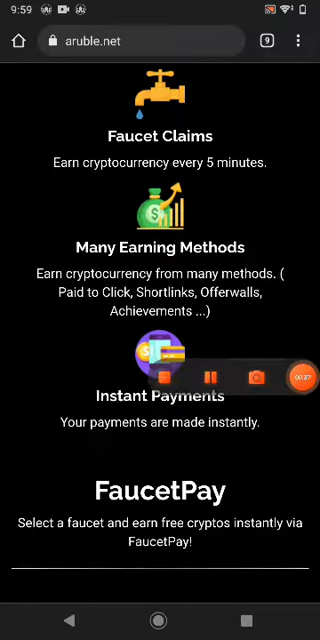 9:59
aruble.net
9
Faucet Claims
Earn cryptocurrency every 5 minutes.
Many Earning Methods
Earn cryptocurrency from many methods. (
Paid to Click, Shortlinks, Offerwalls,
Achievements ...)
Instant Payments
Your payments are made instantly.
FaucetPay
Select a faucet and earn free cryptos instantly via
FaucetPay!